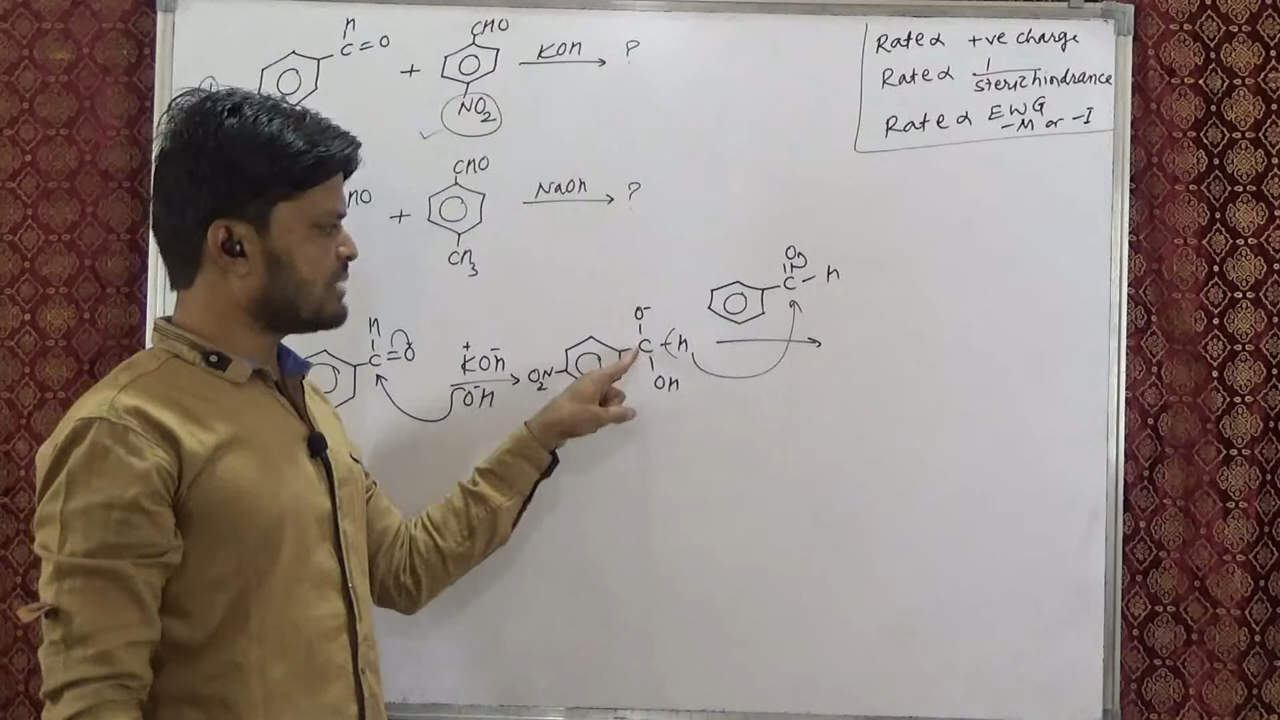 H
C=O
+
CHO
NO2
KOH
?
HO
+
CHO
CH3
NaOH
?
Rate α +ve charge
Rate α 1/steric hindrance
Rate α EWG
-M or -I
H
C=O
+ -
KOH
O-H
O2N
O-
C-H
OH
O
C-H